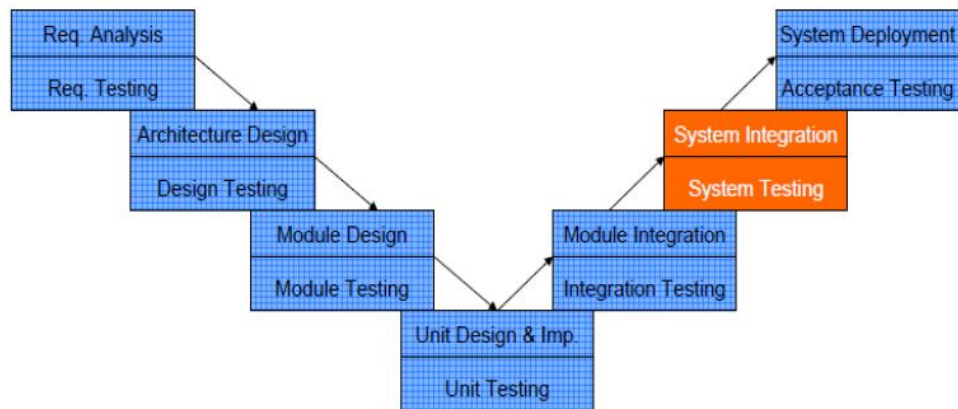 Req. Analysis
Req. Testing
Architecture Design
Design Testing
Module Design
Module Testing
Unit Design & Imp.
Unit Testing
Module Integration
Integration Testing
System Integration
System Testing
System Deployment
Acceptance Testing